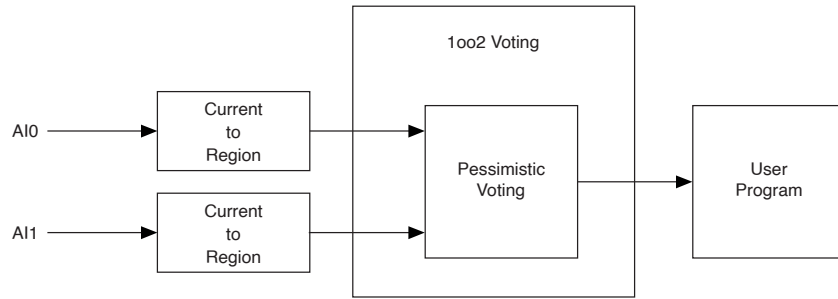 1oo2 Voting
AI0
Current
to
Region
AI1
Current
to
Region
Pessimistic
Voting
User
Program